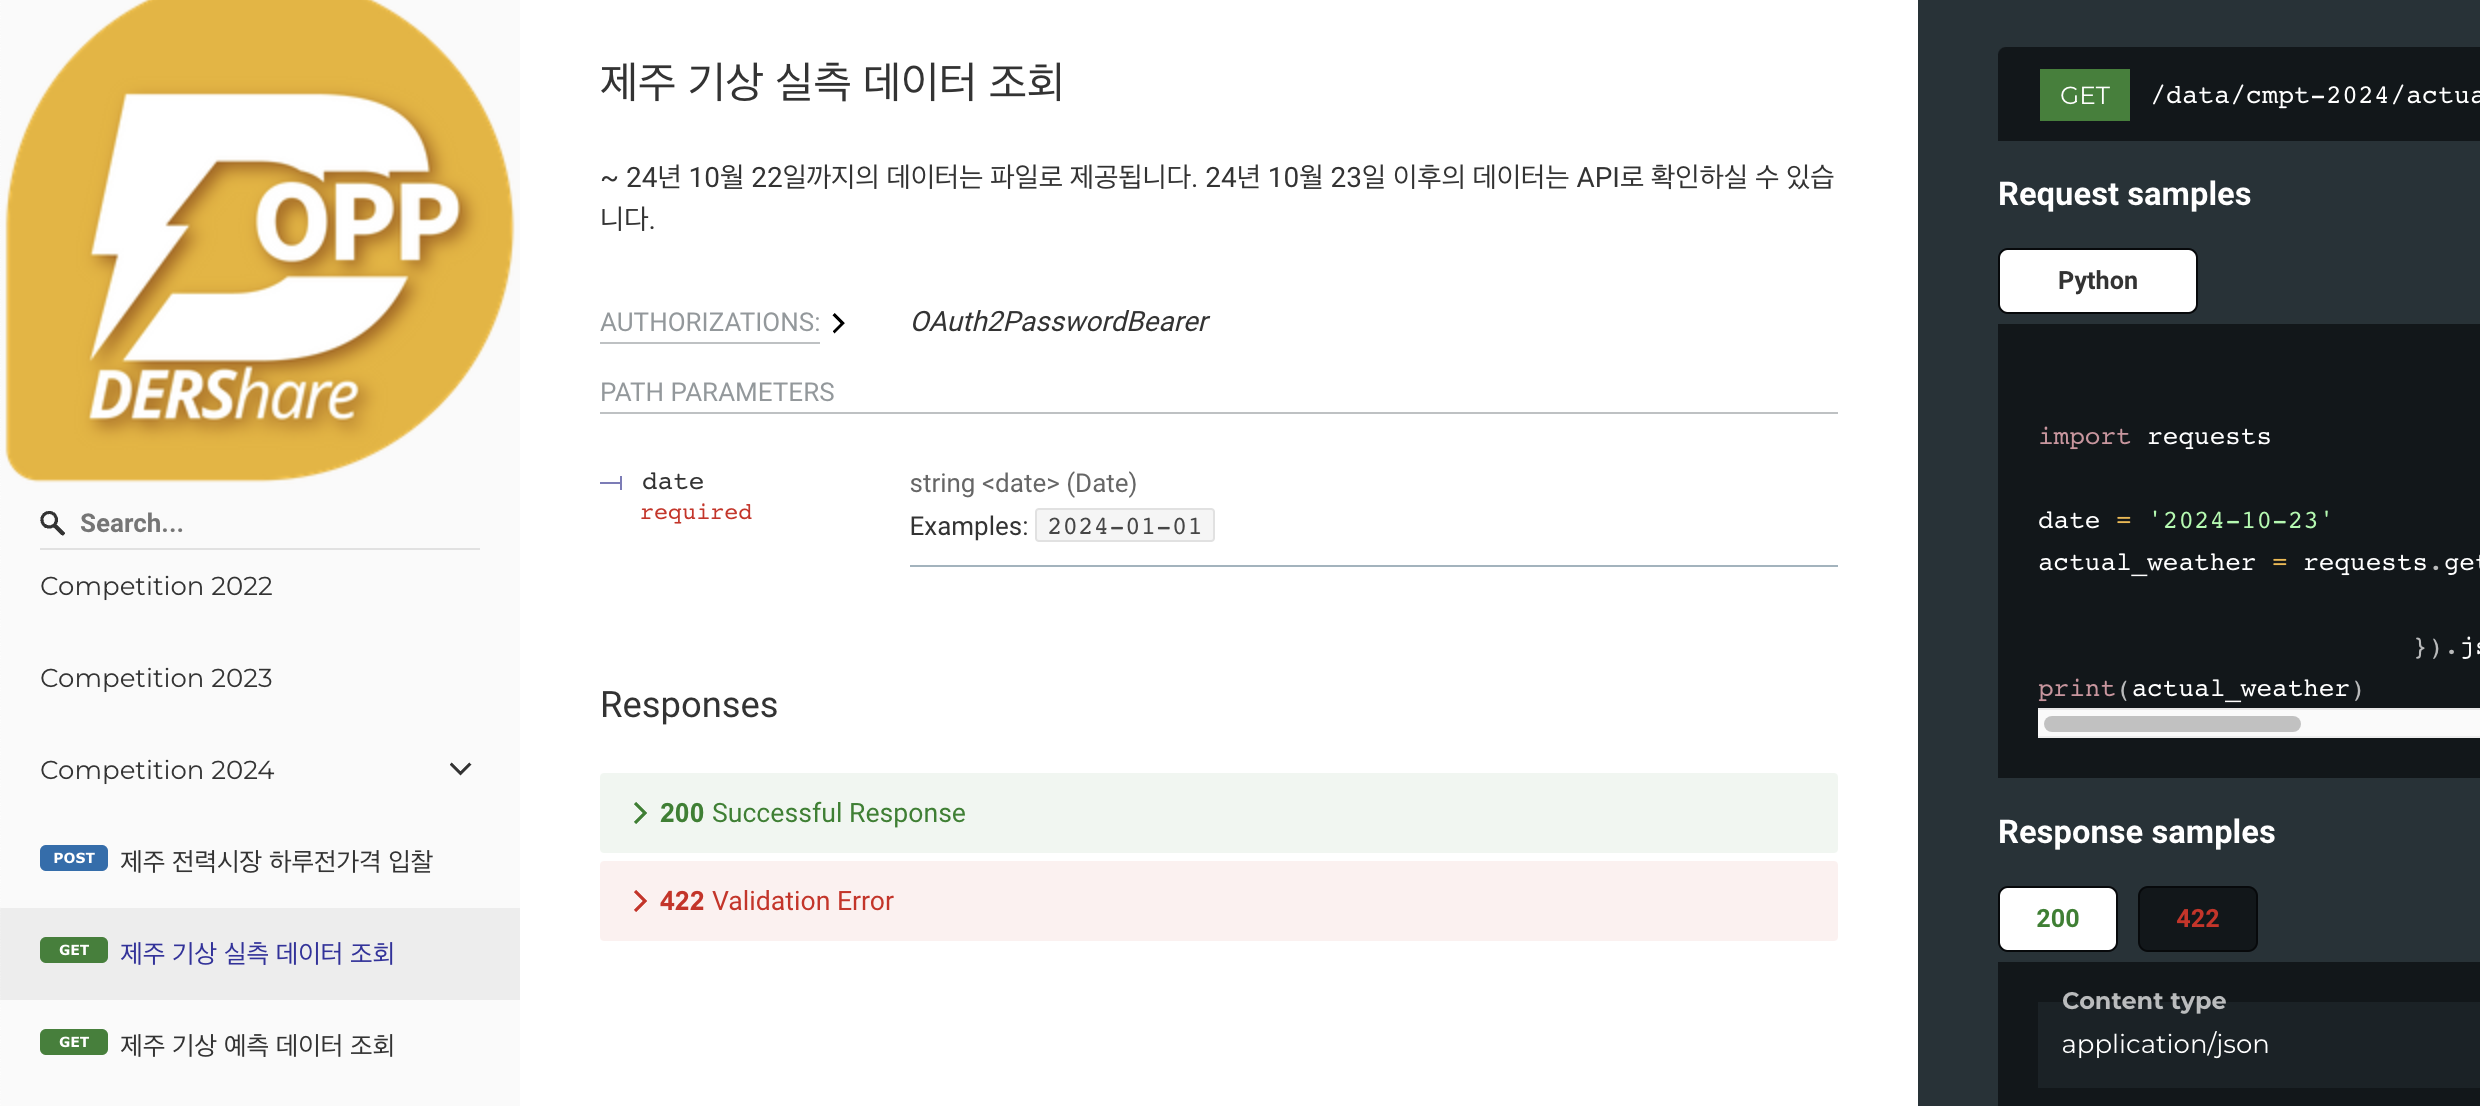 OPP
DERShare
Search...
Competition 2022
Competition 2023
Competition 2024
POST 제주 전력시장 하루전가격 입찰
GET 제주 기상 실측 데이터 조회
GET 제주 기상 예측 데이터 조회
제주 기상 실측 데이터 조회
~ 24년 10월 22일까지의 데이터는 파일로 제공됩니다. 24년 10월 23일 이후의 데이터는 API로 확인하실 수 있습
니다.
AUTHORIZATIONS: OAuth2PasswordBearer
PATH PARAMETERS
date string <date> (Date)
required
Examples: 2024-01-01
Responses
200 Successful Response
422 Validation Error
GET /data/cmpt-2024/actua
Request samples
Python
import requests
date = '2024-10-23'
actual_weather = requests.get
}).js
print(actual_weather)
Response samples
200 422
Content type
application/json